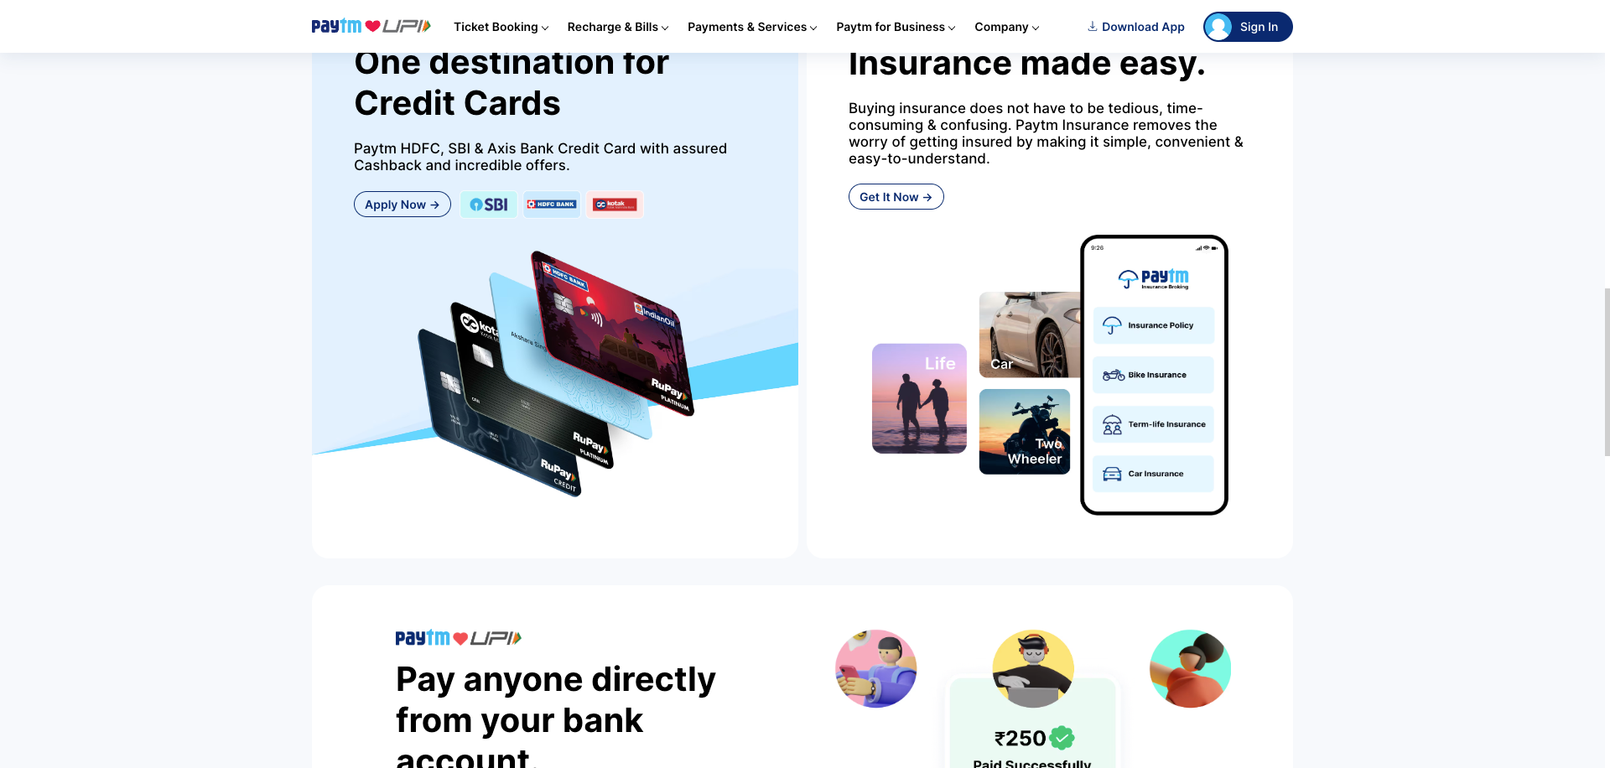 paytm UPI
Ticket Booking
Recharge & Bills
Payments & Services
Paytm for Business
Company
Download App
Sign In
One destination for
Credit Cards
Paytm HDFC, SBI & Axis Bank Credit Card with assured
Cashback and incredible offers.
Apply Now →
SBI
HDFC BANK
kotak
HDFC BANK
IndianOil
RuPay
PLATINUM
kotak
Akshara
RuPay
PLATINUM
RuPay
CREDIT
Insurance made easy.
Buying insurance does not have to be tedious, time-
consuming & confusing. Paytm Insurance removes the
worry of getting insured by making it simple, convenient &
easy-to-understand.
Get It Now →
Life
Car
Two
Wheeler
9:26
paytm
Insurance Broking
Insurance Policy
Bike Insurance
Term-life Insurance
Car Insurance
paytm UPI
Pay anyone directly
from your bank
account.
₹250
Paid Successfully